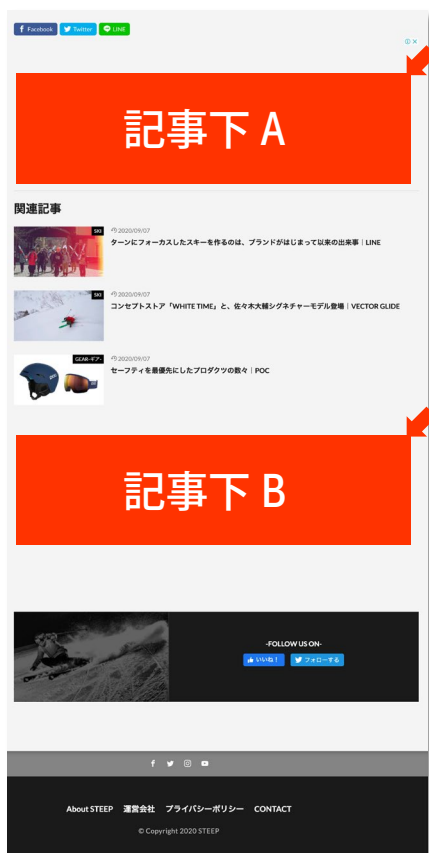 Facebook Twitter LINE
記事下 A
関連記事
SKI
2020/09/07
ターンにフォーカスしたスキーを作るのは、ブランドがはじまって以来の出来事｜LINE
SKI
2020/09/07
コンセプトストア「WHITE TIME」と、佐々木大輔シグネチャーモデル登場｜VECTOR GLIDE
GEAR-ギア-
2020/09/07
セーフティを最優先にしたプロダクツの数々｜POC
記事下 B
-FOLLOW US ON-
いいね！ フォローする
About STEEP 運営会社 プライバシーポリシー CONTACT
© Copyright 2020 STEEP